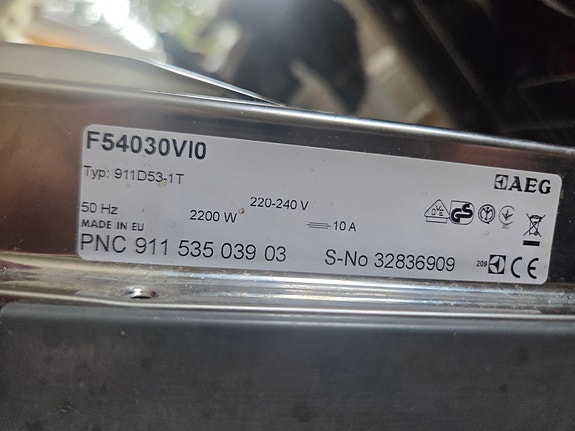 F54030VI0
AEG
Typ: 911D53-1T
220-240 V
50 Hz
2200 W
10 A
MADE IN EU
PNC 911 535 039 03
S-No 32836909
209
CE